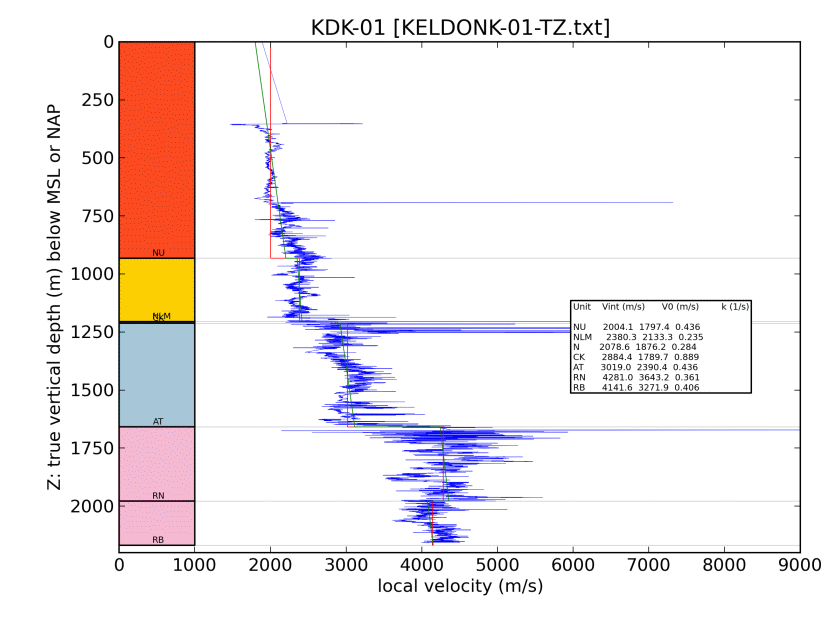 KDK-01 [KELDONK-01-TZ.txt]
Z: true vertical depth (m) below MSL or NAP
0
250
500
750
1000
1250
1500
1750
2000
NU
NLM
CK
AT
RN
RB
Unit Vint (m/s) V0 (m/s) k (1/s)
NU 2004.1 1797.4 0.436
NLM 2380.3 2133.3 0.235
N 2078.6 1876.2 0.284
CK 2884.4 1789.7 0.889
AT 3019.0 2390.4 0.436
RN 4281.0 3643.2 0.361
RB 4141.6 3271.9 0.406
0 1000 2000 3000 4000 5000 6000 7000 8000 9000
local velocity (m/s)